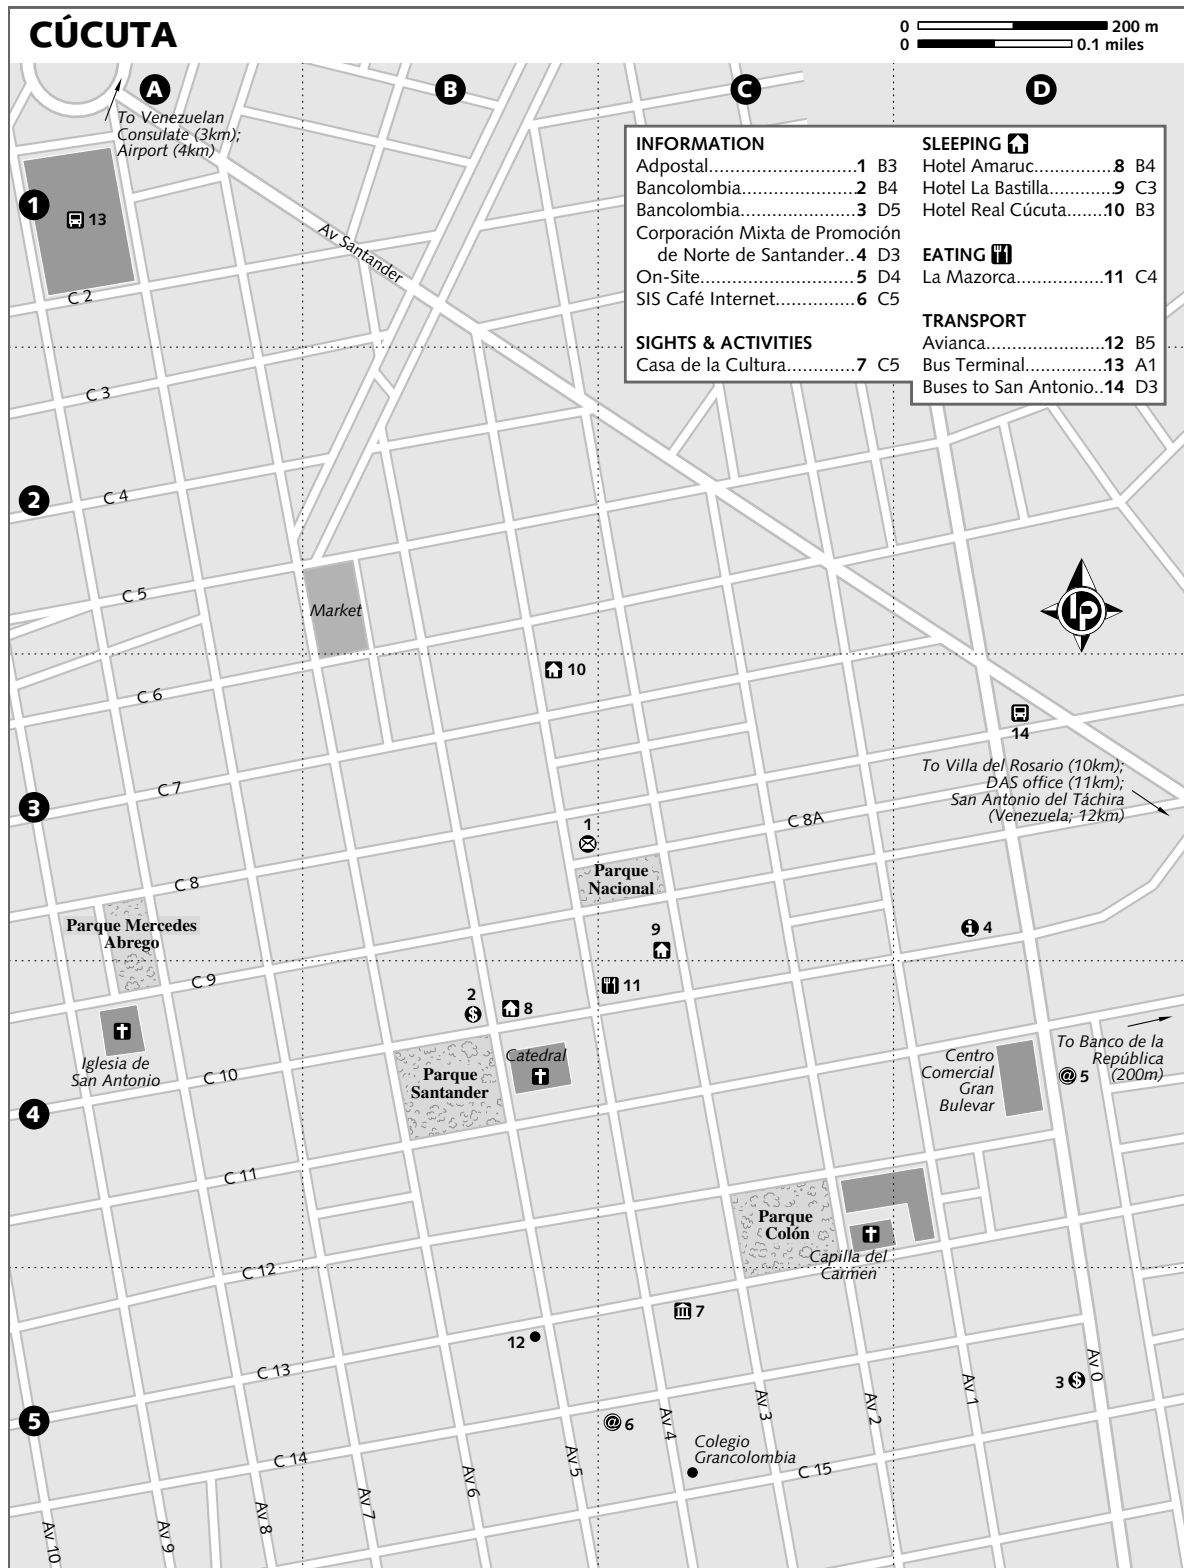 CÚCUTA
0 200 m
0 0.1 miles
A
B
C
D
To Venezuelan
Consulate (3km);
Airport (4km)
INFORMATION
Adpostal............................1 B3
Bancolombia.....................2 B4
Bancolombia.....................3 D5
Corporación Mixta de Promoción
de Norte de Santander..4 D3
On-Site.............................5 D4
SIS Café Internet...............6 C5
SIGHTS & ACTIVITIES
Casa de la Cultura.............7 C5
SLEEPING
Hotel Amaruc....................8 B4
Hotel La Bastilla................9 C3
Hotel Real Cúcuta.......10 B3
EATING
La Mazorca.................11 C4
TRANSPORT
Avianca.......................12 B5
Bus Terminal................13 A1
Buses to San Antonio..14 D3
1
13
Av Santander
C 2
C 3
2
C 4
C 5
Market
lp
10
C 6
14
To Villa del Rosario (10km);
DAS office (11km);
San Antonio del Táchira
(Venezuela; 12km)
C 7
3
C 8A
1
Parque
Nacional
C 8
Parque Mercedes
Abrego
9
4
C 9
11
2
8
Iglesia de
San Antonio
C 10
Parque
Santander
Catedral
Centro
Comercial
Gran
Bulevar
To Banco de la
República
(200m)
5
4
C 11
Parque
Colón
Capilla del
Carmen
C 12
7
12
C 13
3
Av 0
Av 1
Av 2
Av 3
Av 4
5
6
Colegio
Grancolombia
C 14
C 15
Av 5
Av 6
Av 7
Av 8
Av 9
Av 10